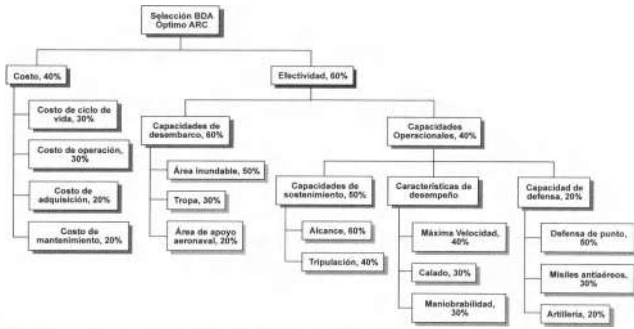 Selección BDA
Óptimo ARC
Costo, 40%
Efectividad, 60%
Costo de ciclo de
vida, 30%
Costo de operación,
30%
Costo de
adquisición, 20%
Costo de
mantenimiento, 20%
Capacidades de
desembarco, 60%
Área Inundable, 50%
Tropa, 30%
Área de apoyo
aeronaval, 20%
Capacidades
Operacionales, 40%
Capacidades de
sostenimiento, 50%
Alcance, 60%
Tripulación, 40%
Características de
desempeño
Máxima Velocidad,
40%
Calado, 30%
Maniobrabilidad,
30%
Capacidad de
defensa, 20%
Defensa de punto,
50%
Misiles antiaéreos,
30%
Artillería, 20%